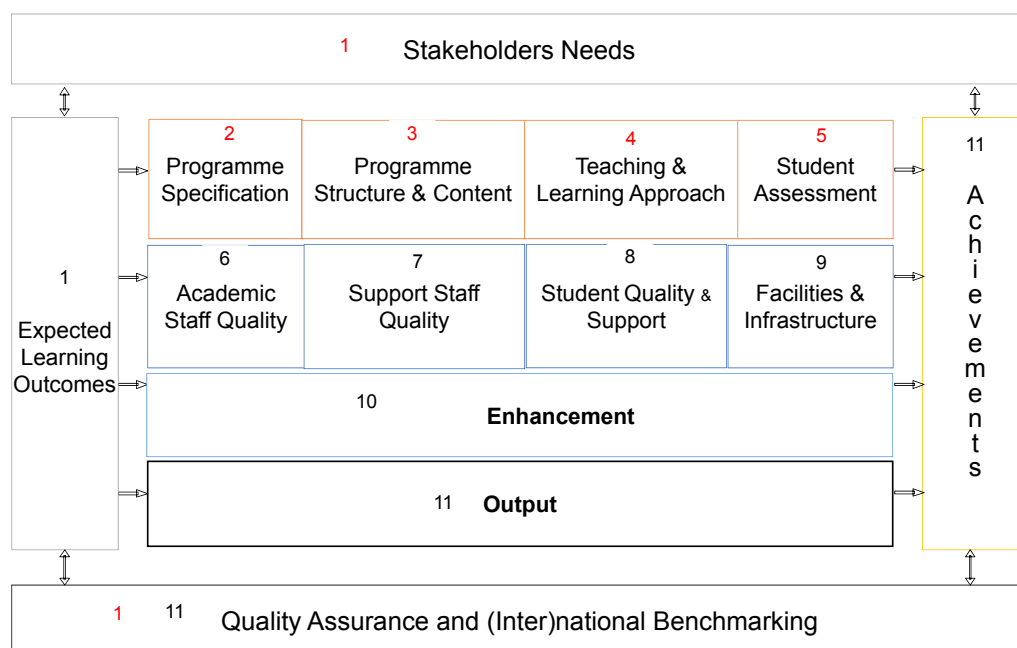 1 Stakeholders Needs
1
Expected
Learning
Outcomes
2
Programme
Specification
3
Programme
Structure & Content
4
Teaching &
Learning Approach
5
Student
Assessment
6
Academic
Staff Quality
7
Support Staff
Quality
8
Student Quality &
Support
9
Facilities &
Infrastructure
10 Enhancement
11 Output
11
Achievements
1 11 Quality Assurance and (Inter)national Benchmarking